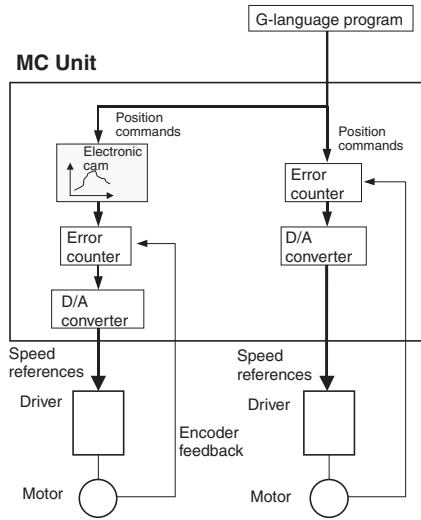 G-language program
MC Unit
Position
commands
Position
commands
Electronic
cam
Error
counter
Error
counter
D/A
converter
D/A
converter
Speed
references
Speed
references
Driver
Driver
Encoder
feedback
Motor
Motor